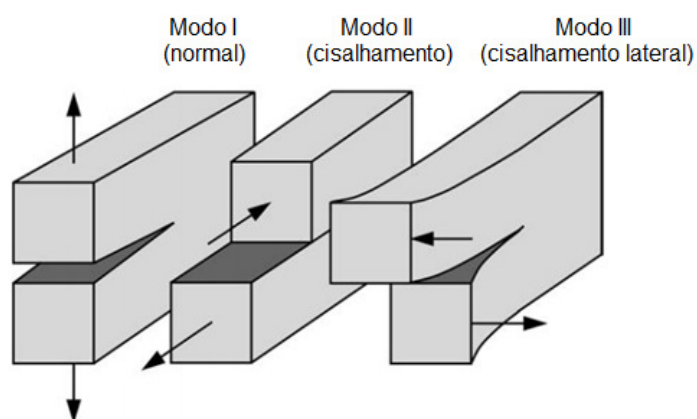 Modo I
(normal)
Modo II
(cisalhamento)
Modo III
(cisalhamento lateral)